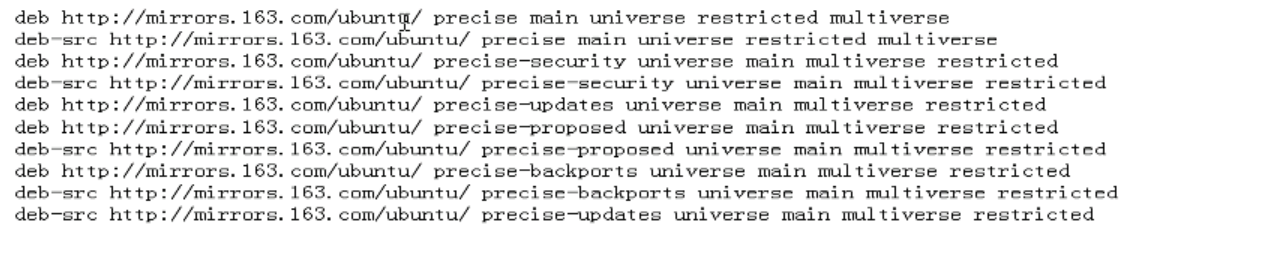 deb http://mirrors.163.com/ubuntu/ precise main universe restricted multiverse
deb-src http://mirrors.163.com/ubuntu/ precise main universe restricted multiverse
deb http://mirrors.163.com/ubuntu/ precise-security universe main multiverse restricted
deb-src http://mirrors.163.com/ubuntu/ precise-security universe main multiverse restricted
deb http://mirrors.163.com/ubuntu/ precise-updates universe main multiverse restricted
deb http://mirrors.163.com/ubuntu/ precise-proposed universe main multiverse restricted
deb-src http://mirrors.163.com/ubuntu/ precise-proposed universe main multiverse restricted
deb http://mirrors.163.com/ubuntu/ precise-backports universe main multiverse restricted
deb-src http://mirrors.163.com/ubuntu/ precise-backports universe main multiverse restricted
deb-src http://mirrors.163.com/ubuntu/ precise-updates universe main multiverse restricted